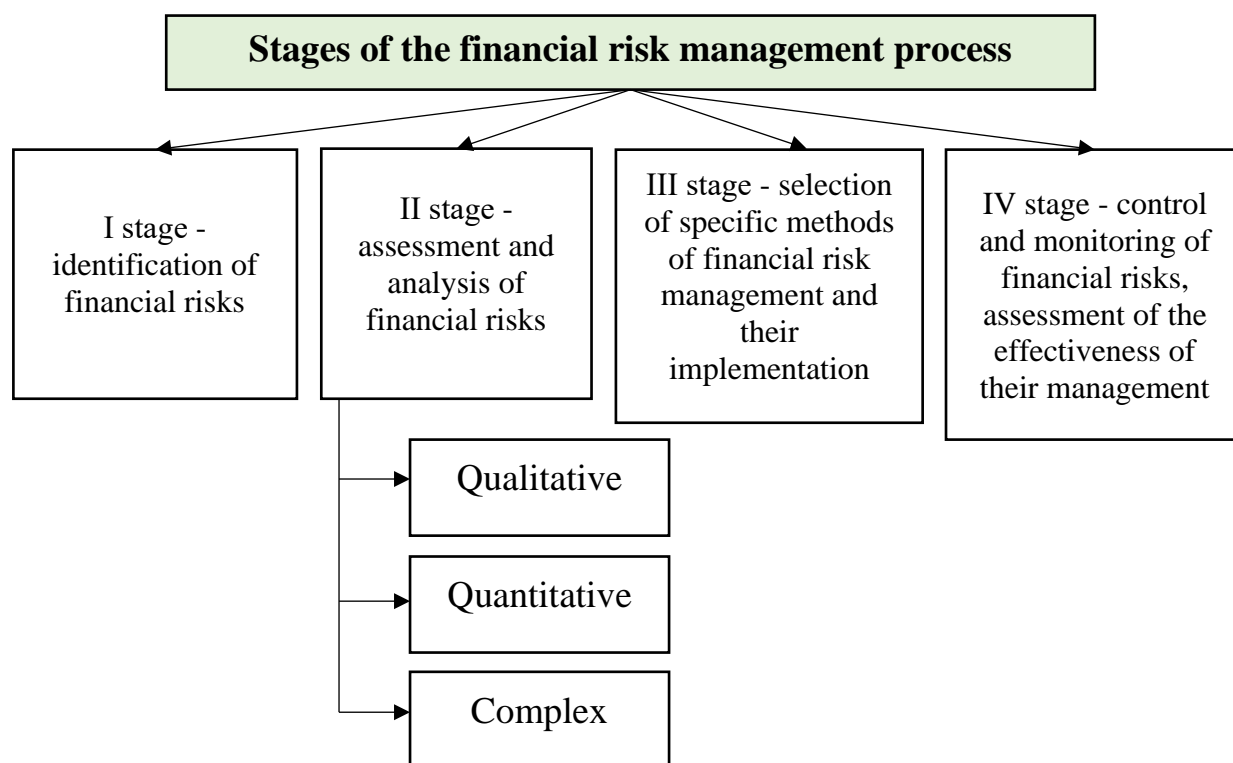 Stages of the financial risk management process
I stage -
identification of
financial risks
II stage -
assessment and
analysis of
financial risks
III stage - selection
of specific methods
of financial risk
management and
their
implementation
IV stage - control
and monitoring of
financial risks,
assessment of the
effectiveness of
their management
Qualitative
Quantitative
Complex